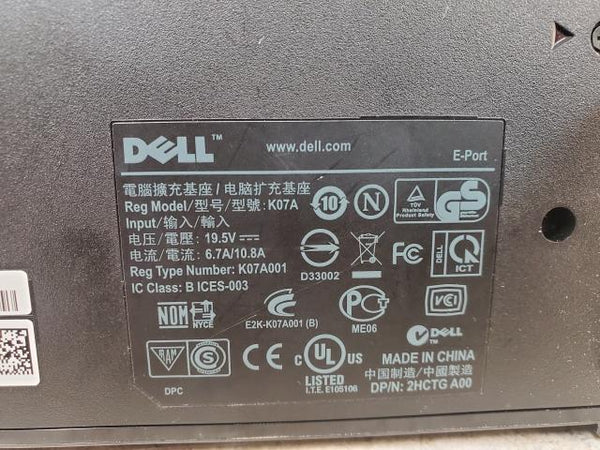 DELL™
www.dell.com
E-Port
電腦擴充基座 / 电脑扩充基座
Reg Model/型号/型號: K07A
Input/输入/輸入
电压/電壓: 19.5V
电流/電流: 6.7A/10.8A
Reg Type Number: K07A001
IC Class: B ICES-003
10
N
TÜV
Rheinland
Product Safety
GS
D33002
FC
DELL
ICT
NOM
NYCE
E2K-K07A001 (B)
PCT
ME06
VCI
C DELL
RAM
S
DPC
CE
C UL US
LISTED
I.T.E. E105106
MADE IN CHINA
中国制造/中國製造
DP/N: 2HCTG A00